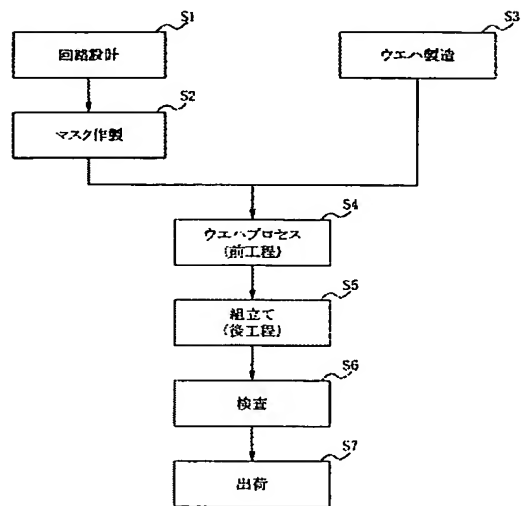 S1
回路設計
S3
ウエハ製造
S2
マスク作製
S4
ウエハプロセス
(前工程)
S5
組立て
(後工程)
S6
検査
S7
出荷